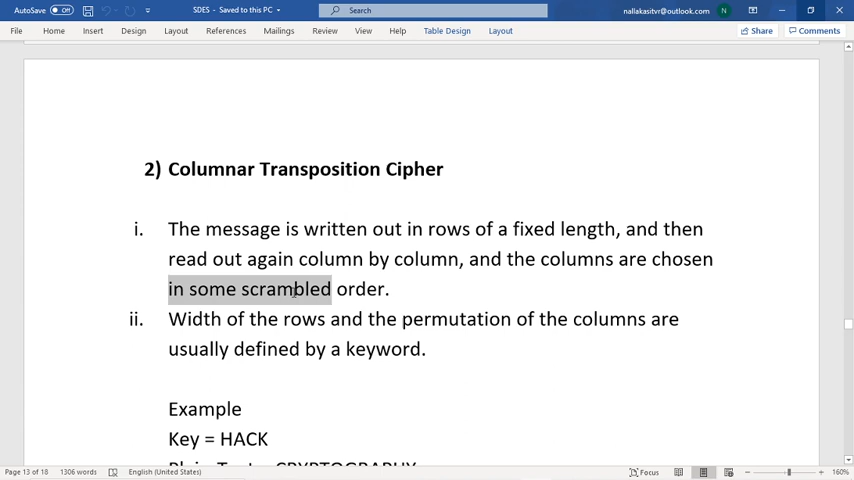 AutoSave Off SDES - Saved to this PC Search nallakasitvr@outlook.com N
File Home Insert Design Layout References Mailings Review View Help Table Design Layout Share Comments
2) Columnar Transposition Cipher
i. The message is written out in rows of a fixed length, and then
read out again column by column, and the columns are chosen
in some scrambled order.
ii. Width of the rows and the permutation of the columns are
usually defined by a keyword.
Example
Key = HACK
Plain Text = CRYPTOGRAPHY
Page 13 of 18 1306 words English (United States) Focus 160%